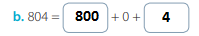 b. 804 = 800 + 0 + 4